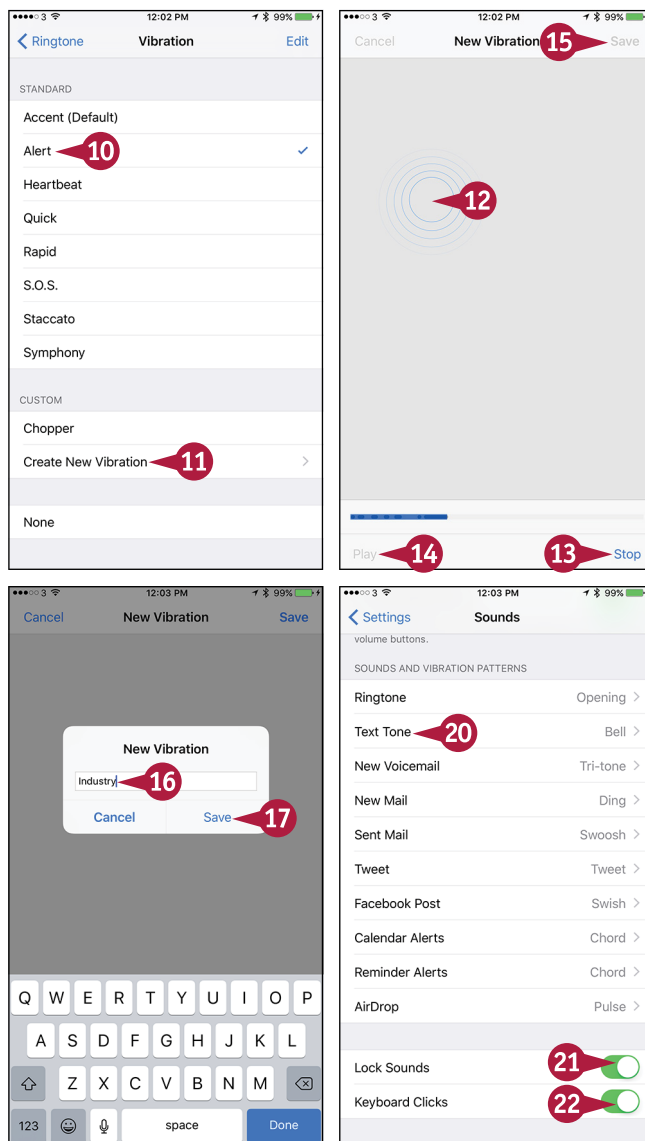 3 12:02 PM 99%
Ringtone Vibration Edit
STANDARD
Accent (Default)
Alert 10
Heartbeat
Quick
Rapid
S.O.S.
Staccato
Symphony
CUSTOM
Chopper
Create New Vibration 11
None
3 12:02 PM 99%
Cancel New Vibration 15 Save
12
Play 14 13 Stop
3 12:03 PM 99%
Cancel New Vibration Save
New Vibration
Industry 16
Cancel Save 17
Q W E R T Y U I O P
A S D F G H J K L
Z X C V B N M
123 space Done
3 12:03 PM 99%
Settings Sounds
volume buttons.
SOUNDS AND VIBRATION PATTERNS
Ringtone Opening
Text Tone 20 Bell
New Voicemail Tri-tone
New Mail Ding
Sent Mail Swoosh
Tweet Tweet
Facebook Post Swish
Calendar Alerts Chord
Reminder Alerts Chord
AirDrop Pulse
Lock Sounds 21
Keyboard Clicks 22